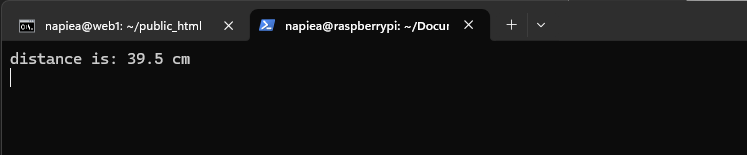 napiea@web1: ~/public_html
napiea@raspberrypi: ~/Docur
distance is: 39.5 cm